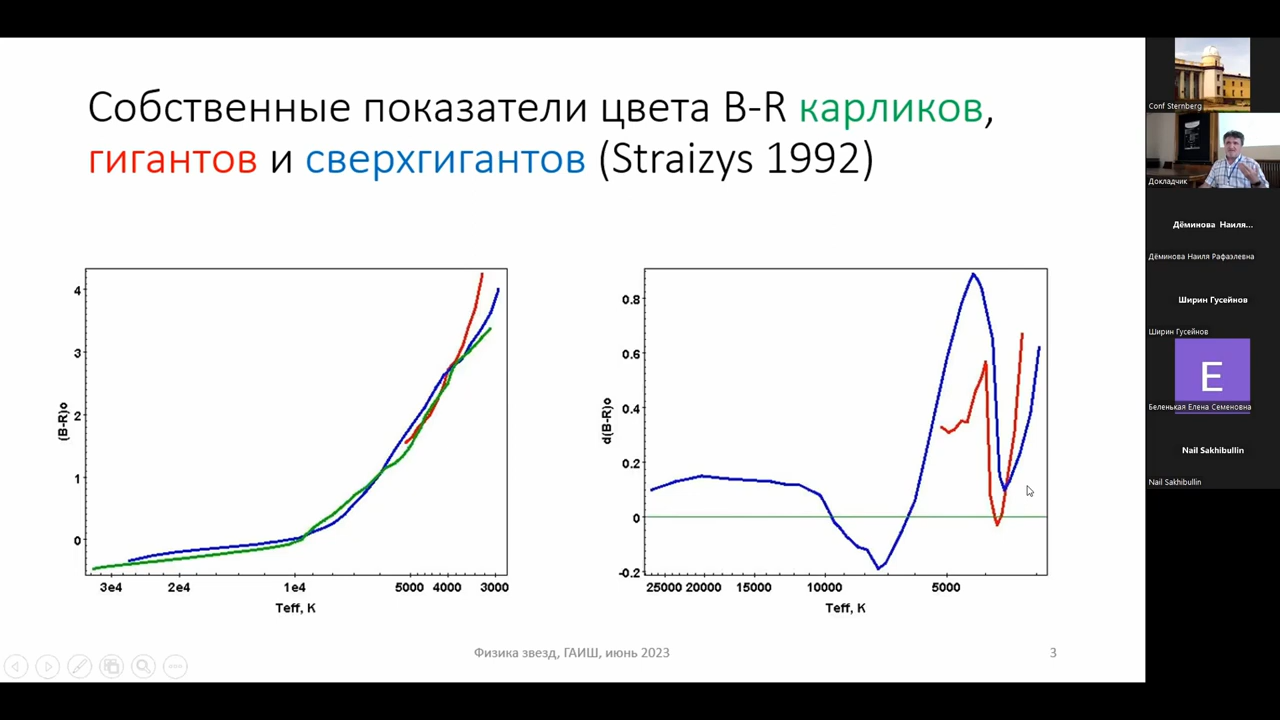 Собственные показатели цвета B-R карликов,
гигантов и сверхгигантов (Straizys 1992)
4
3
2
1
0
(B-R)o
3e4 2e4 1e4 5000 4000 3000
Teff, K
0.8
0.6
0.4
0.2
0
-0.2
d(B-R)o
25000 20000 15000 10000 5000
Teff, K
Физика звезд, ГАИШ, июнь 2023
3
Conf Sternberg
Докладчик
Дёминова Наиля...
Дёминова Наиля Рафаэлевна
Ширин Гусейнов
Ширин Гусейнов
E
Беленькая Елена Семеновна
Nail Sakhibullin
Nail Sakhibullin